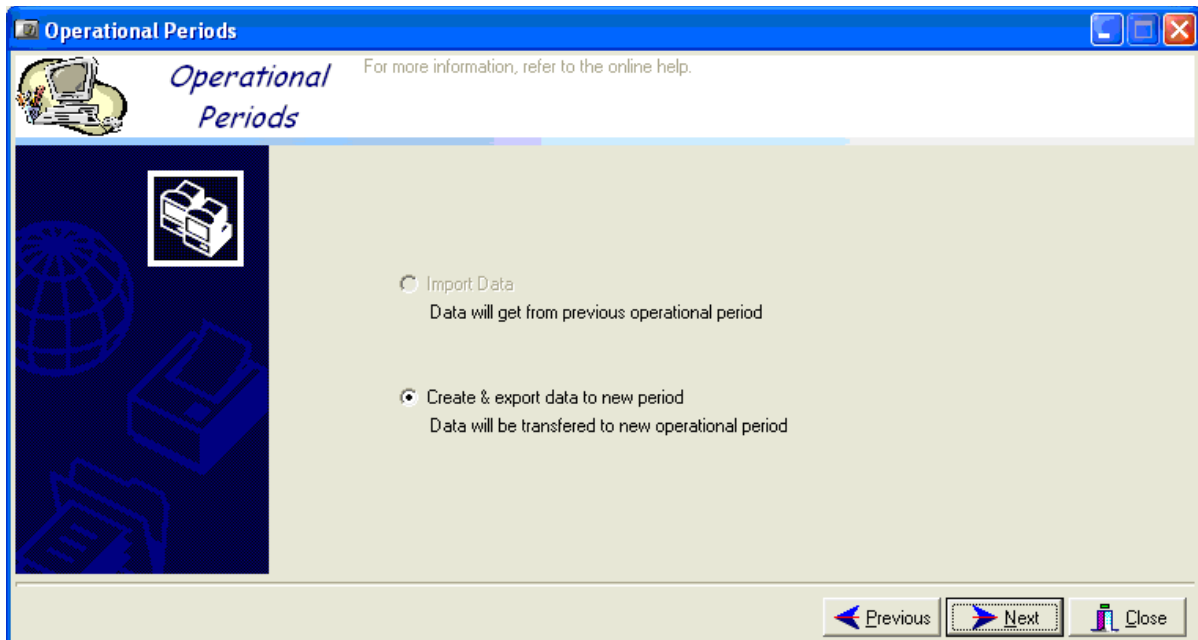 Operational Periods
Operational
Periods
For more information, refer to the online help.
Import Data
Data will get from previous operational period
Create & export data to new period
Data will be transfered to new operational period
Previous
Next
Close